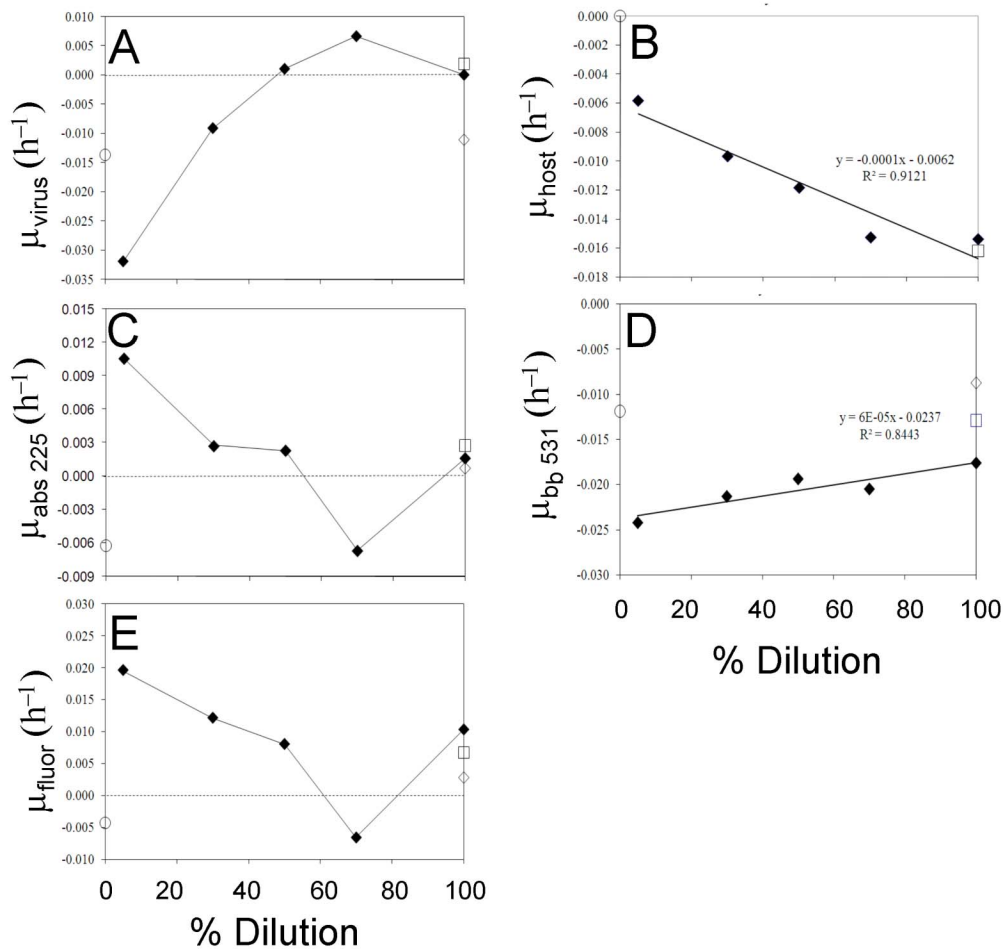 A
0.010
0.005
0.000
-0.005
-0.010
-0.015
-0.020
-0.025
-0.030
-0.035
μvirus (h⁻¹)
B
0.000
-0.002
-0.004
-0.006
-0.008
-0.010
-0.012
-0.014
-0.016
-0.018
μhost (h⁻¹)
y = -0.0001x - 0.0062
R² = 0.9121
C
0.015
0.012
0.009
0.006
0.003
0.000
-0.003
-0.006
-0.009
μabs 225 (h⁻¹)
D
0.000
-0.005
-0.010
-0.015
-0.020
-0.025
-0.030
μbb 531 (h⁻¹)
y = 6E-05x - 0.0237
R² = 0.8443
0 20 40 60 80 100
% Dilution
E
0.030
0.025
0.020
0.015
0.010
0.005
0.000
-0.005
-0.010
μfluor (h⁻¹)
0 20 40 60 80 100
% Dilution